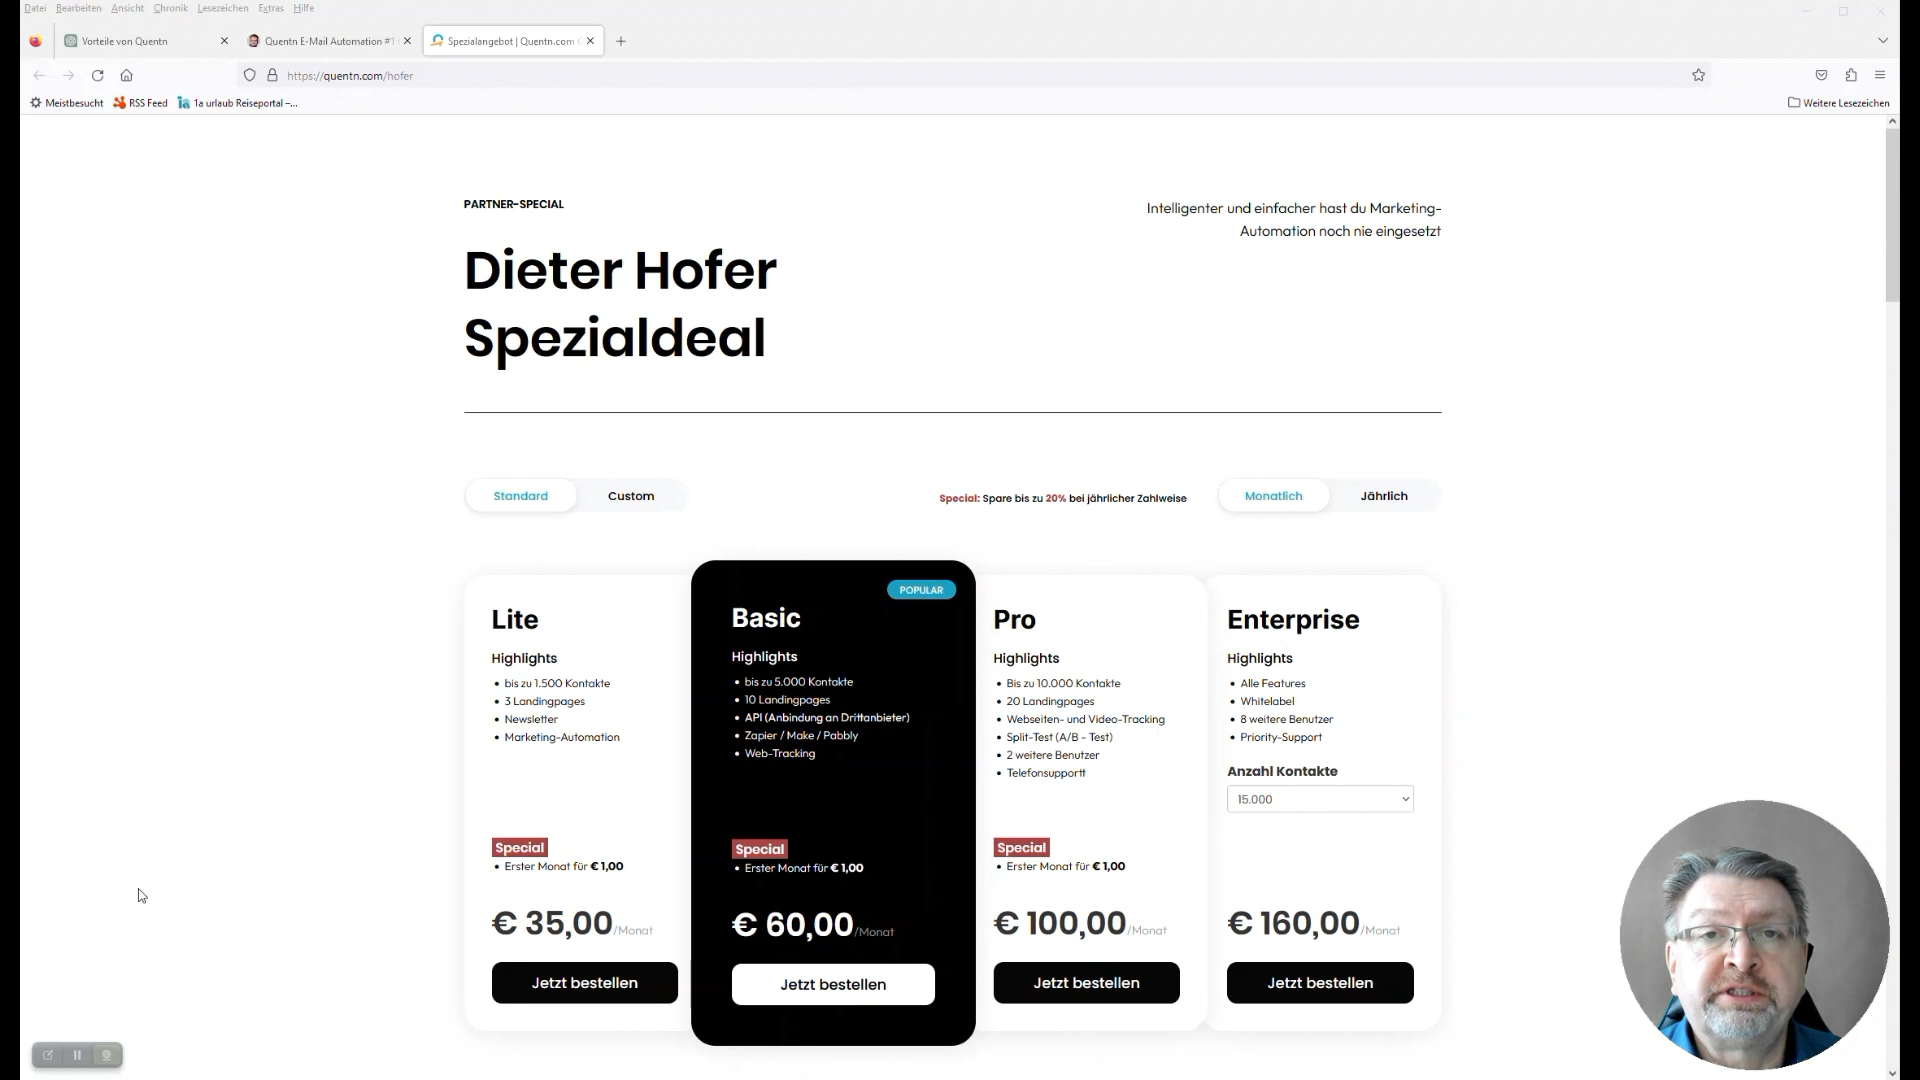 Datei Bearbeiten Ansicht Chronik Lesezeichen Extras Hilfe
Vorteile von Quentn
Quentn E-Mail Automation #1
Spezialangebot | Quentn.com
https://quentn.com/hofer
Meistbesucht RSS Feed 1a urlaub Reiseportal –...
Weitere Lesezeichen
PARTNER-SPECIAL
Intelligenter und einfacher hast du Marketing-
Automation noch nie eingesetzt
Dieter Hofer
Spezialdeal
Standard Custom
Special: Spare bis zu 20% bei jährlicher Zahlweise
Monatlich Jährlich
Lite
Highlights
• bis zu 1.500 Kontakte
• 3 Landingpages
• Newsletter
• Marketing-Automation
Special
• Erster Monat für € 1,00
€ 35,00/Monat
Jetzt bestellen
POPULAR
Basic
Highlights
• bis zu 5.000 Kontakte
• 10 Landingpages
• API (Anbindung an Drittanbieter)
• Zapier / Make / Pabbly
• Web-Tracking
Special
• Erster Monat für € 1,00
€ 60,00/Monat
Jetzt bestellen
Pro
Highlights
• Bis zu 10.000 Kontakte
• 20 Landingpages
• Webseiten- und Video-Tracking
• Split-Test (A/B - Test)
• 2 weitere Benutzer
• Telefonsupportt
Special
• Erster Monat für € 1,00
€ 100,00/Monat
Jetzt bestellen
Enterprise
Highlights
• Alle Features
• Whitelabel
• 8 weitere Benutzer
• Priority-Support
Anzahl Kontakte
15.000
€ 160,00/Monat
Jetzt bestellen